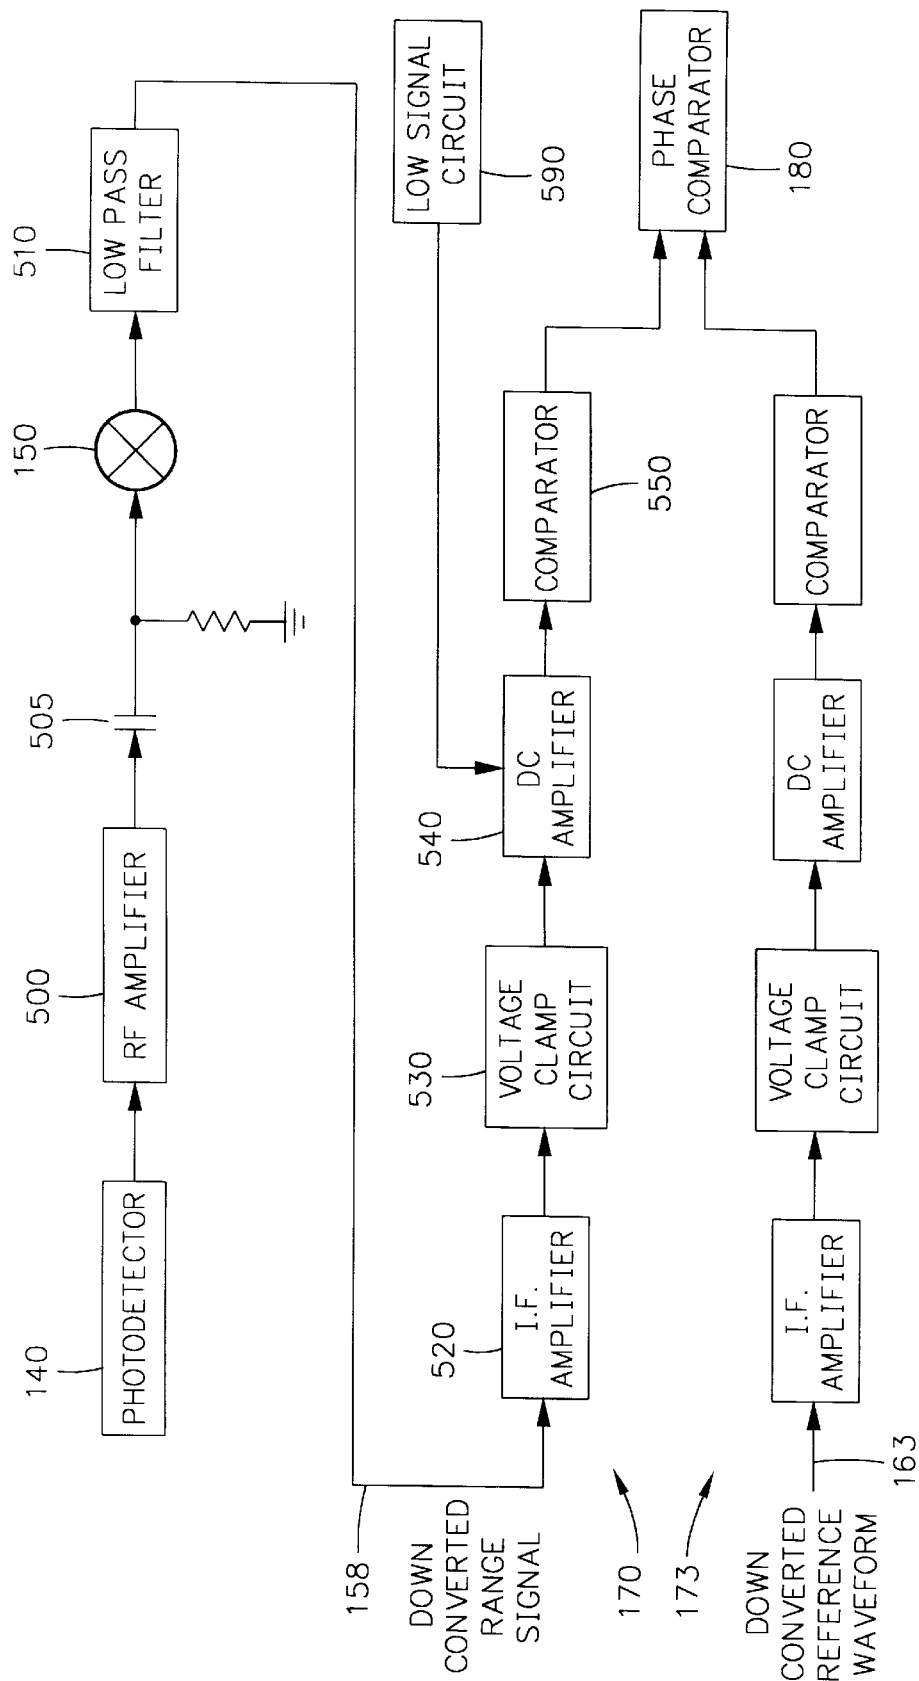 140
PHOTODETECTOR
500
RF AMPLIFIER
505
150
510
LOW PASS
FILTER
158
DOWN
CONVERTED
RANGE
SIGNAL
520
I.F.
AMPLIFIER
530
VOLTAGE
CLAMP
CIRCUIT
540
DC
AMPLIFIER
550
COMPARATOR
LOW SIGNAL
CIRCUIT
590
PHASE
COMPARATOR
180
170
173
DOWN
CONVERTED
REFERENCE
WAVEFORM
163
I.F.
AMPLIFIER
VOLTAGE
CLAMP
CIRCUIT
DC
AMPLIFIER
COMPARATOR